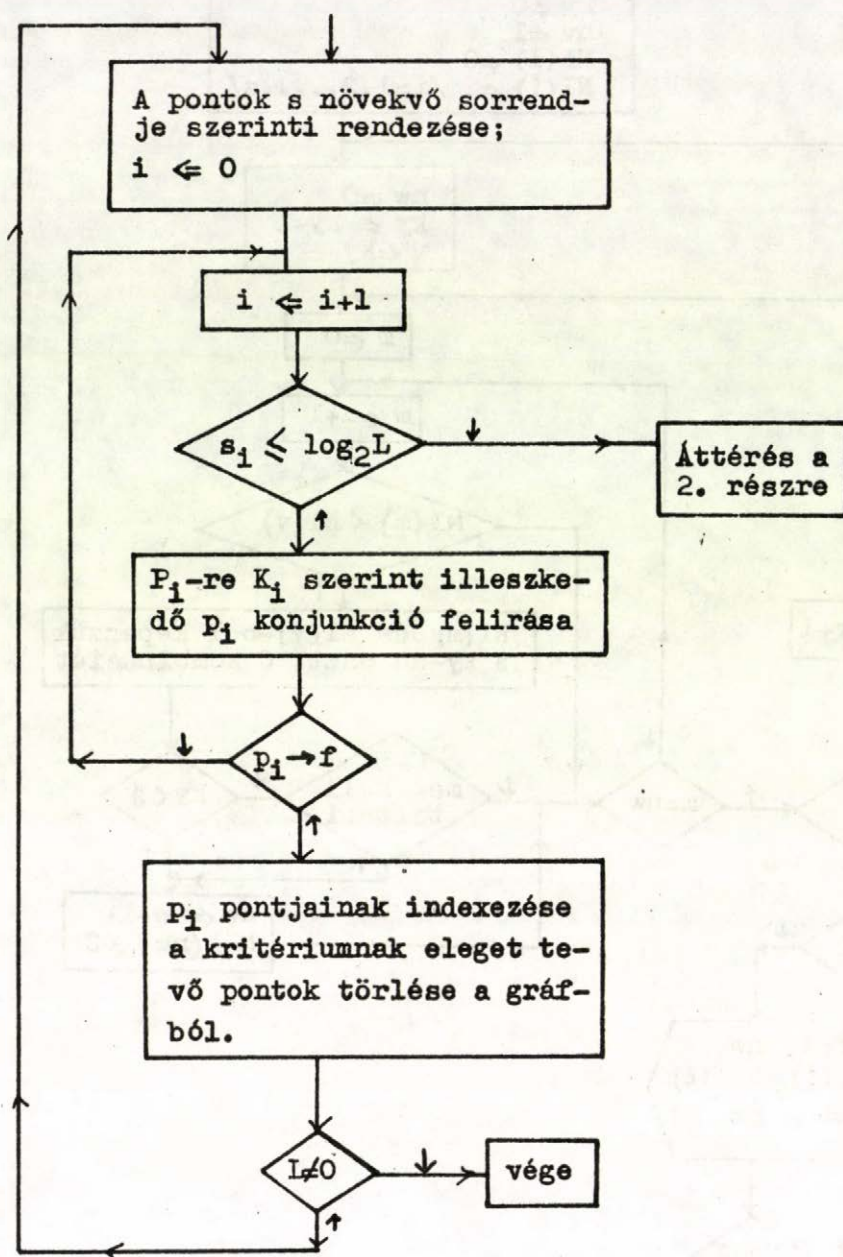 A pontok s növekvő sorrend-
je szerinti rendezése;
i ⇐ 0
i ⇐ i+1
s_i ≤ log_2L
Áttérés a
2. részre
P_i-re K_i szerint illeszke-
dő p_i konjunkció felirása
p_i→f
p_i pontjainak indexezése
a kritériumnak eleget te-
vő pontok törlése a gráf-
ból.
L≠0
vége